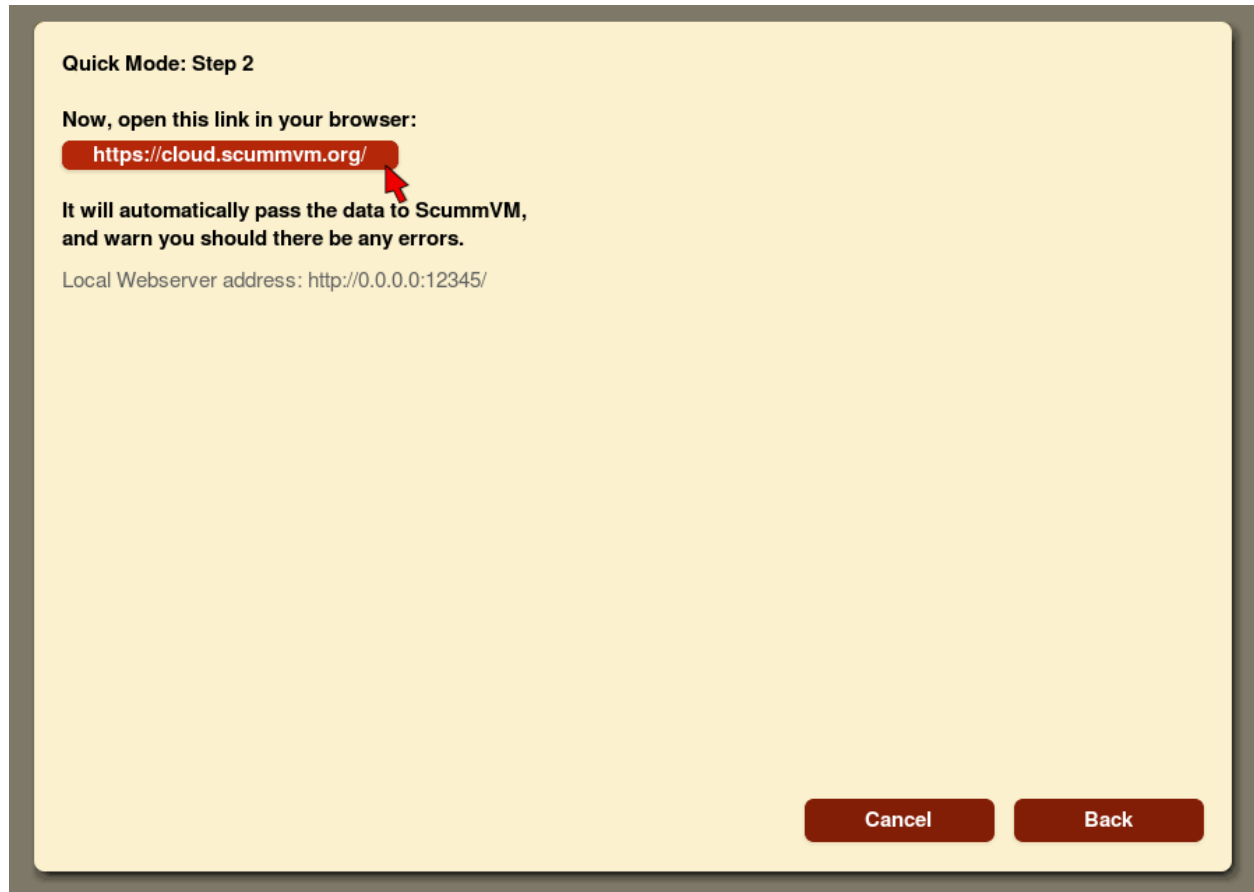 Quick Mode: Step 2
Now, open this link in your browser:
https://cloud.scummvm.org/
It will automatically pass the data to ScummVM,
and warn you should there be any errors.
Local Webserver address: http://0.0.0.0:12345/
Cancel Back